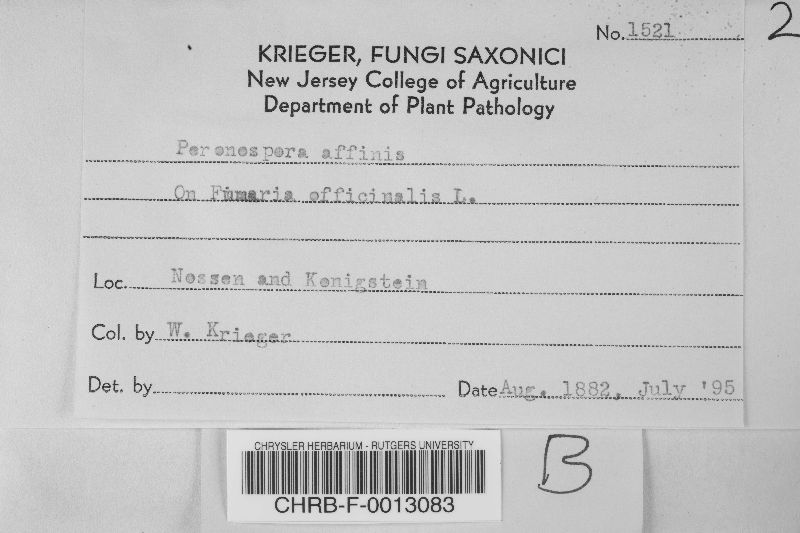 No. 1521
2
KRIEGER, FUNGI SAXONICI
New Jersey College of Agriculture
Department of Plant Pathology
Peronospora affinis
On Fumaria officinalis L.
Loc. Nossen and Konigstein
Col. by W. Krieger
Det. by
Date Aug. 1882, July '95
CHRYSLER HERBARIUM - RUTGERS UNIVERSITY
CHRB-F-0013083
B